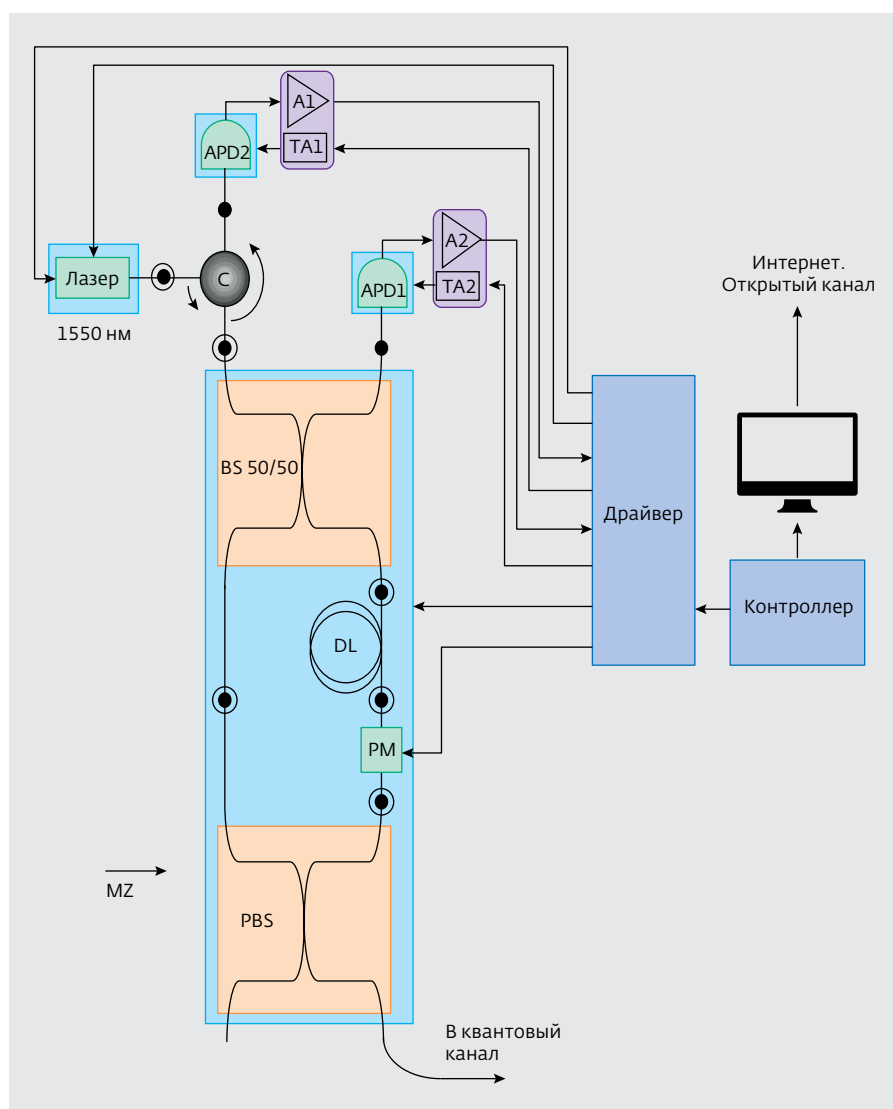 A1
APD2
TA1
A2
APD1
TA2
Лазер
C
1550 нм
Интернет.
Открытый канал
BS 50/50
Драйвер
Контроллер
DL
PM
MZ
PBS
В квантовый
канал